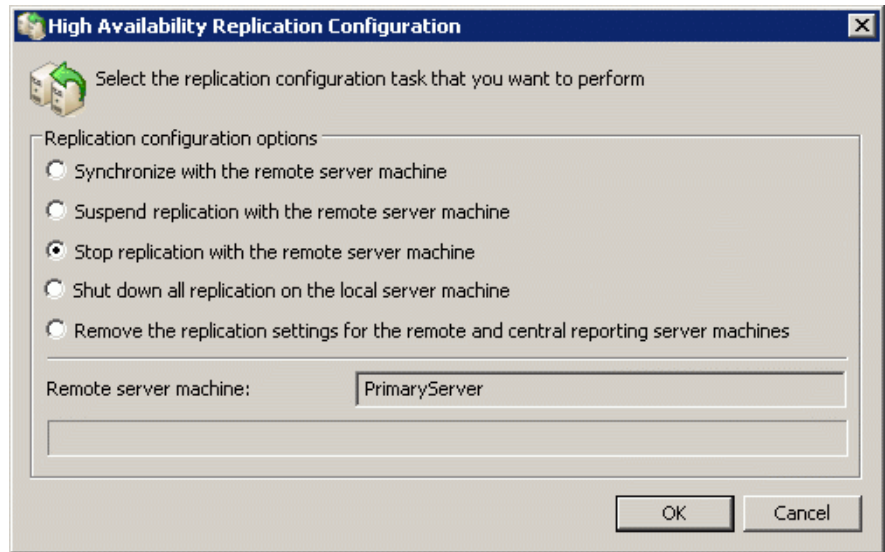 High Availability Replication Configuration
Select the replication configuration task that you want to perform
Replication configuration options
Synchronize with the remote server machine
Suspend replication with the remote server machine
Stop replication with the remote server machine
Shut down all replication on the local server machine
Remove the replication settings for the remote and central reporting server machines
Remote server machine: PrimaryServer
OK Cancel